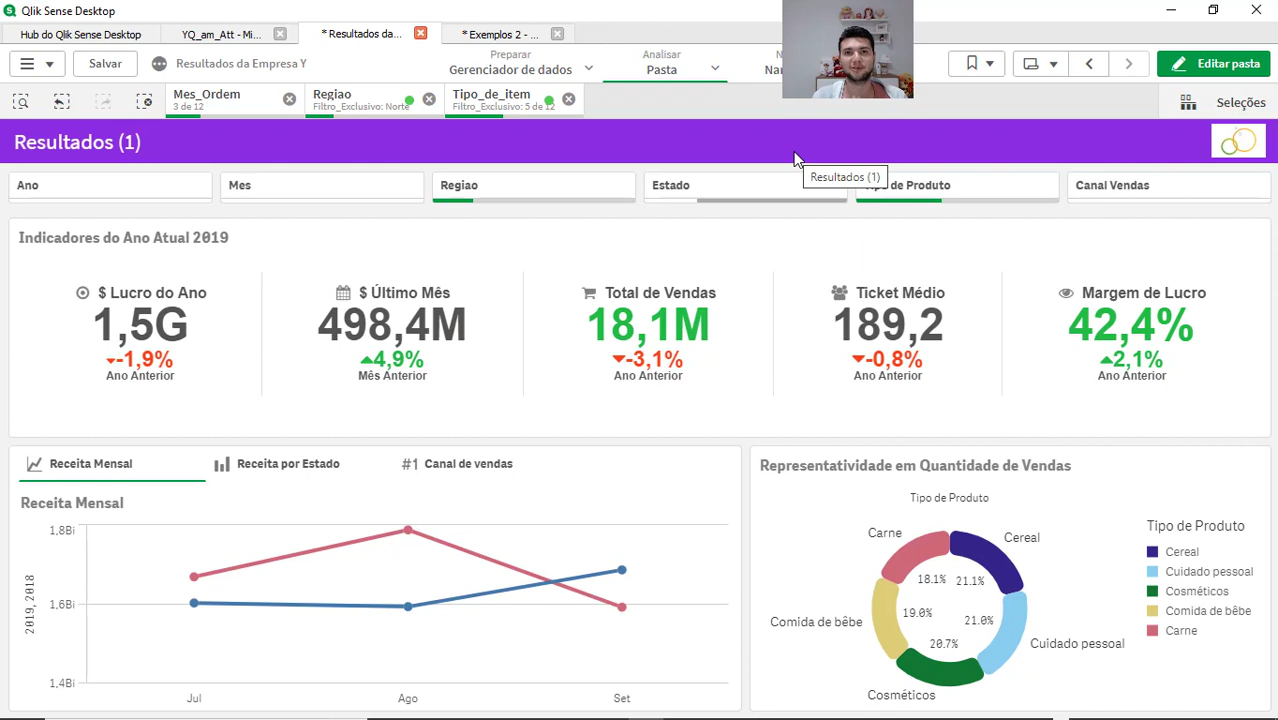 Qlik Sense Desktop
Hub do Qlik Sense Desktop
YQ_am_Att - Mi...
* Resultados da...
* Exemplos 2 - ...
Salvar
Resultados da Empresa Y
Preparar
Gerenciador de dados
Analisar
Pasta
Na
Editar pasta
Mes_Ordem
3 de 12
Regiao
Filtro_Exclusivo: Norte
Tipo_de_item
Filtro_Exclusivo: 5 de 12
Seleções
Resultados (1)
Resultados (1)
Ano
Mes
Regiao
Estado
de Produto
Canal Vendas
Indicadores do Ano Atual 2019
$ Lucro do Ano
1,5G
-1,9%
Ano Anterior
$ Último Mês
498,4M
4,9%
Mês Anterior
Total de Vendas
18,1M
-3,1%
Ano Anterior
Ticket Médio
189,2
-0,8%
Ano Anterior
Margem de Lucro
42,4%
2,1%
Ano Anterior
Receita Mensal
Receita por Estado
#1 Canal de vendas
Receita Mensal
1,8Bi
1,6Bi
1,4Bi
2019, 2018
Jul
Ago
Set
Representatividade em Quantidade de Vendas
Tipo de Produto
Carne
Cereal
18.1%
21.1%
19.0%
21.0%
Comida de bêbe
20.7%
Cuidado pessoal
Cosméticos
Tipo de Produto
Cereal
Cuidado pessoal
Cosméticos
Comida de bêbe
Carne